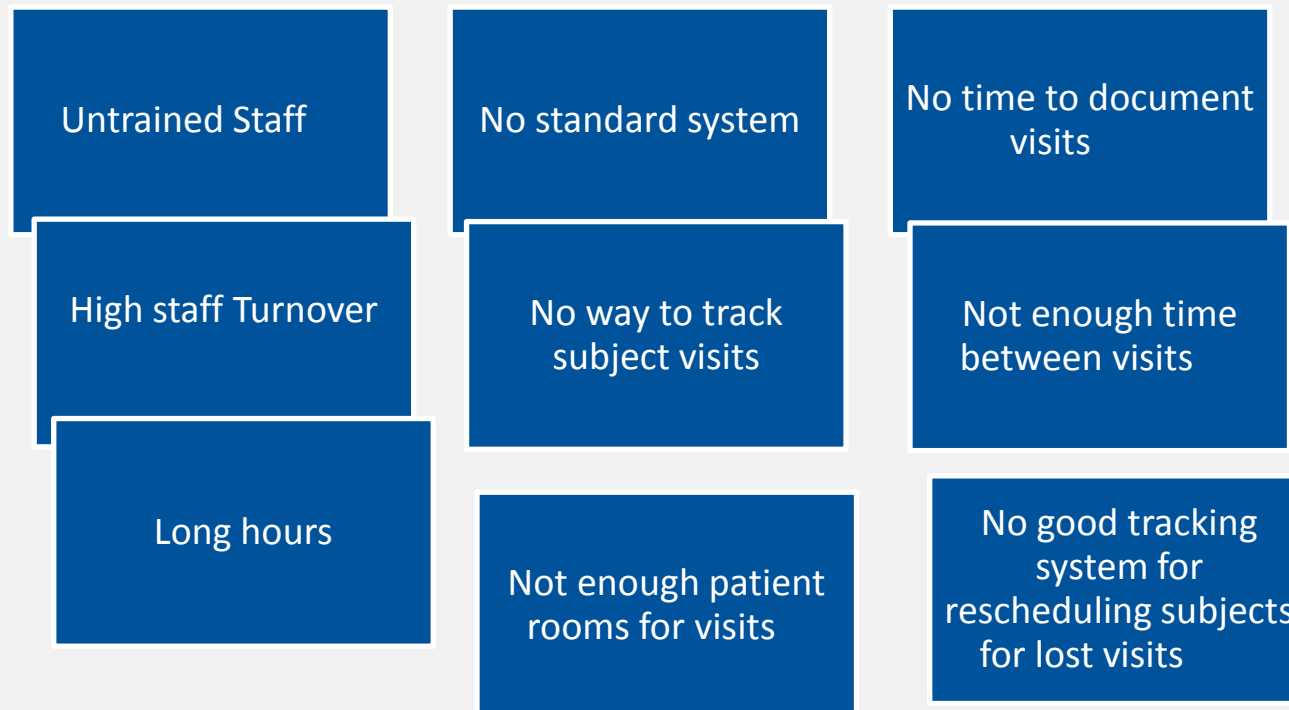 Untrained Staff
High staff Turnover
Long hours
No standard system
No way to track
subject visits
Not enough patient
rooms for visits
No time to document
visits
Not enough time
between visits
No good tracking
system for
rescheduling subjects
for lost visits